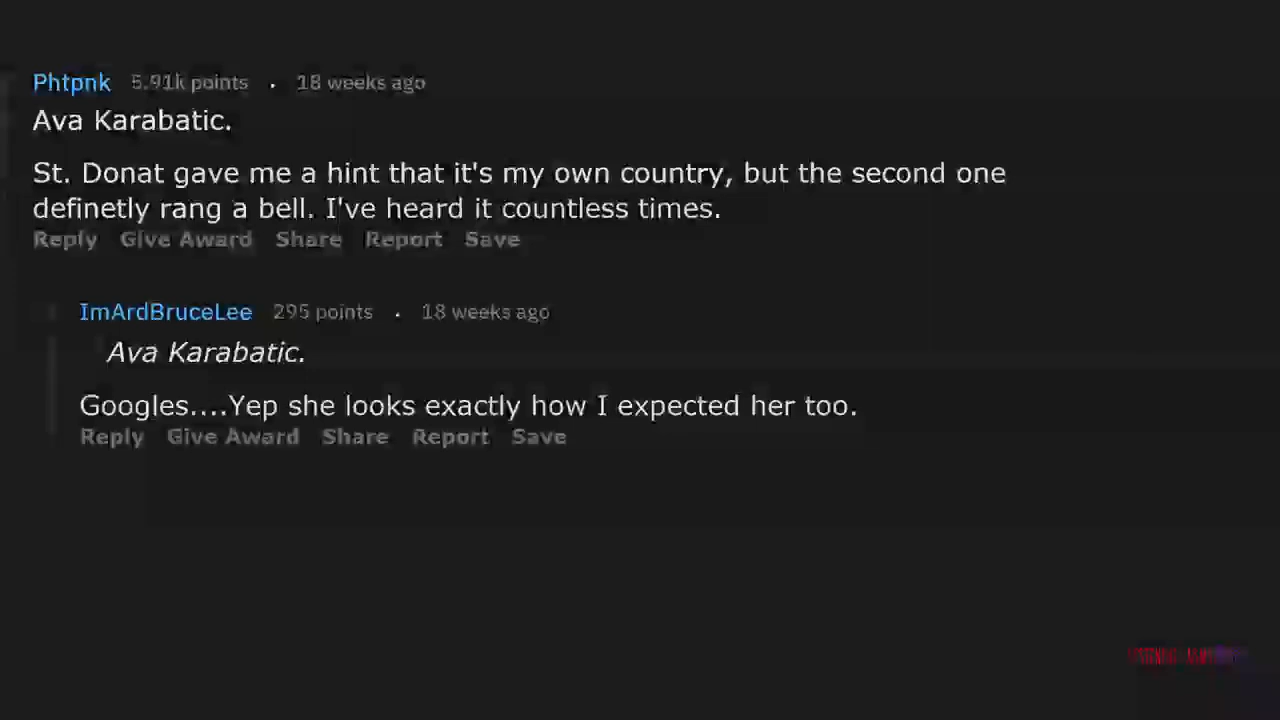 Phtpnk 5.91k points . 18 weeks ago
Ava Karabatic.
St. Donat gave me a hint that it's my own country, but the second one
definetly rang a bell. I've heard it countless times.
Reply Give Award Share Report Save
ImArdBruceLee 295 points . 18 weeks ago
Ava Karabatic.
Googles....Yep she looks exactly how I expected her too.
Reply Give Award Share Report Save